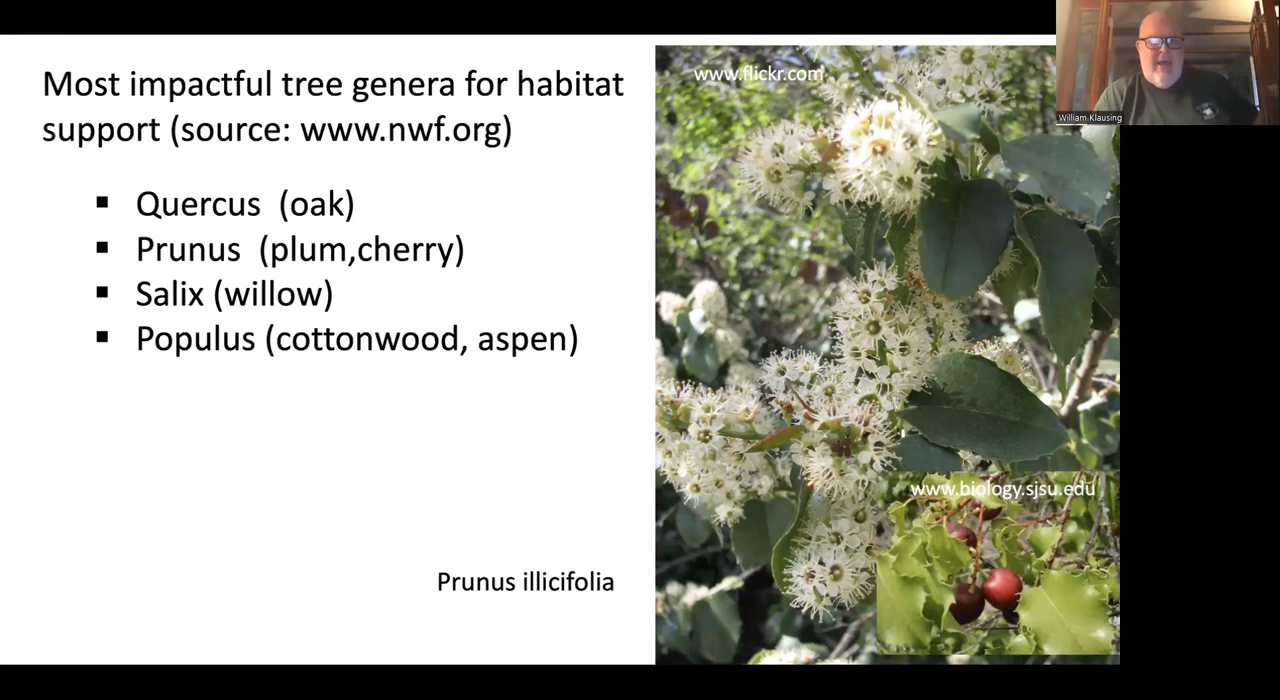 Most impactful tree genera for habitat
support (source: www.nwf.org)
▪ Quercus (oak)
▪ Prunus (plum,cherry)
▪ Salix (willow)
▪ Populus (cottonwood, aspen)
Prunus illicifolia
www.flickr.com
www.biology.sjsu.edu
William Klausing